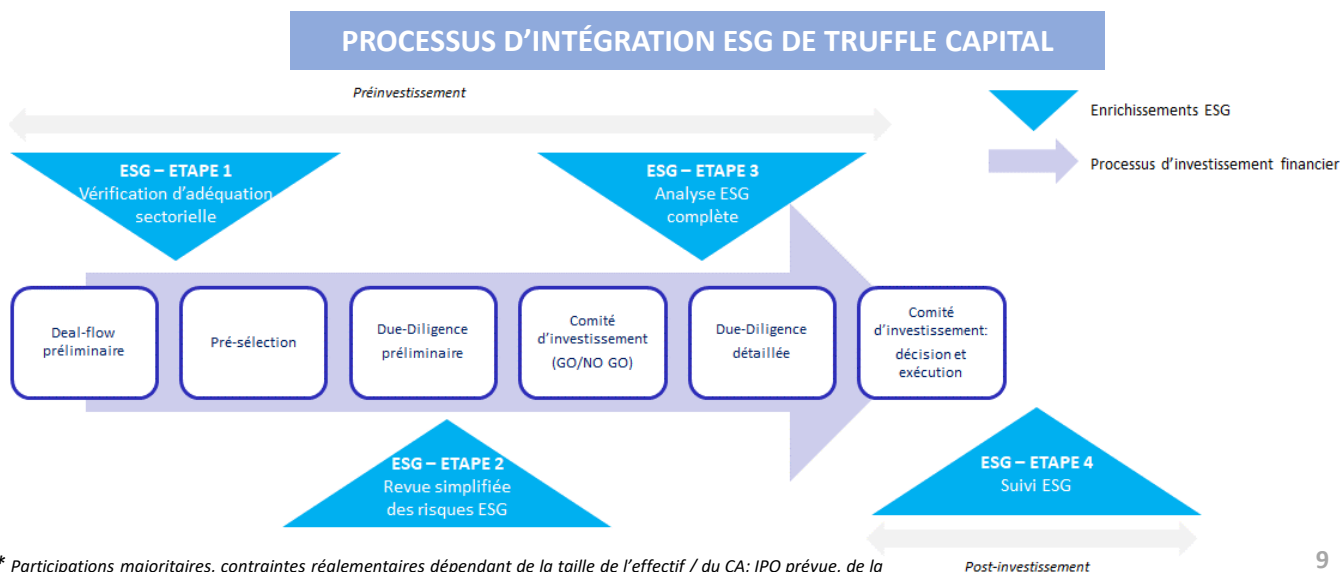 PROCESSUS D’INTÉGRATION ESG DE TRUFFLE CAPITAL
Préinvestissement
Enrichissements ESG
Processus d’investissement financier
ESG – ETAPE 1
Vérification d’adéquation
sectorielle
ESG – ETAPE 3
Analyse ESG
complète
Deal-flow
préliminaire
Pré-sélection
Due-Diligence
préliminaire
Comité
d’investissement
(GO/NO GO)
Due-Diligence
détaillée
Comité
d’investissement:
décision et
exécution
ESG – ETAPE 2
Revue simplifiée
des risques ESG
ESG – ETAPE 4
Suivi ESG
Post-investissement
* Participations majoritaires, contraintes réglementaires dépendant de la taille de l’effectif / du CA; IPO prévue, de la
9